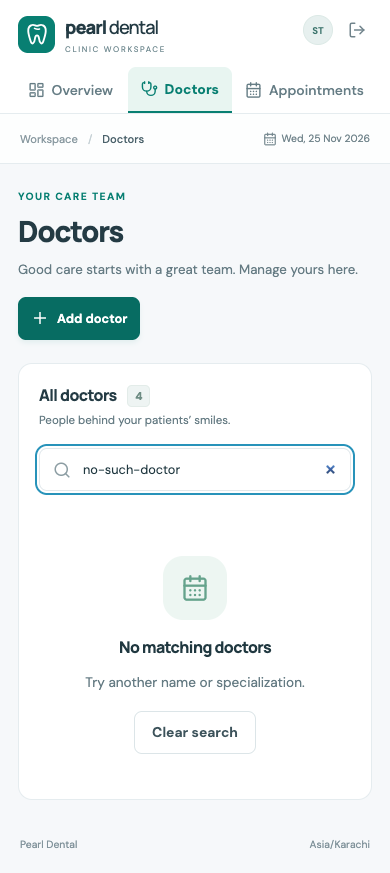 pearl dental
CLINIC WORKSPACE
ST
Overview
Doctors
Appointments
Workspace / Doctors
Wed, 25 Nov 2026
YOUR CARE TEAM
Doctors
Good care starts with a great team. Manage yours here.
Add doctor
All doctors 4
People behind your patients’ smiles.
no-such-doctor
No matching doctors
Try another name or specialization.
Clear search
Pearl Dental
Asia/Karachi